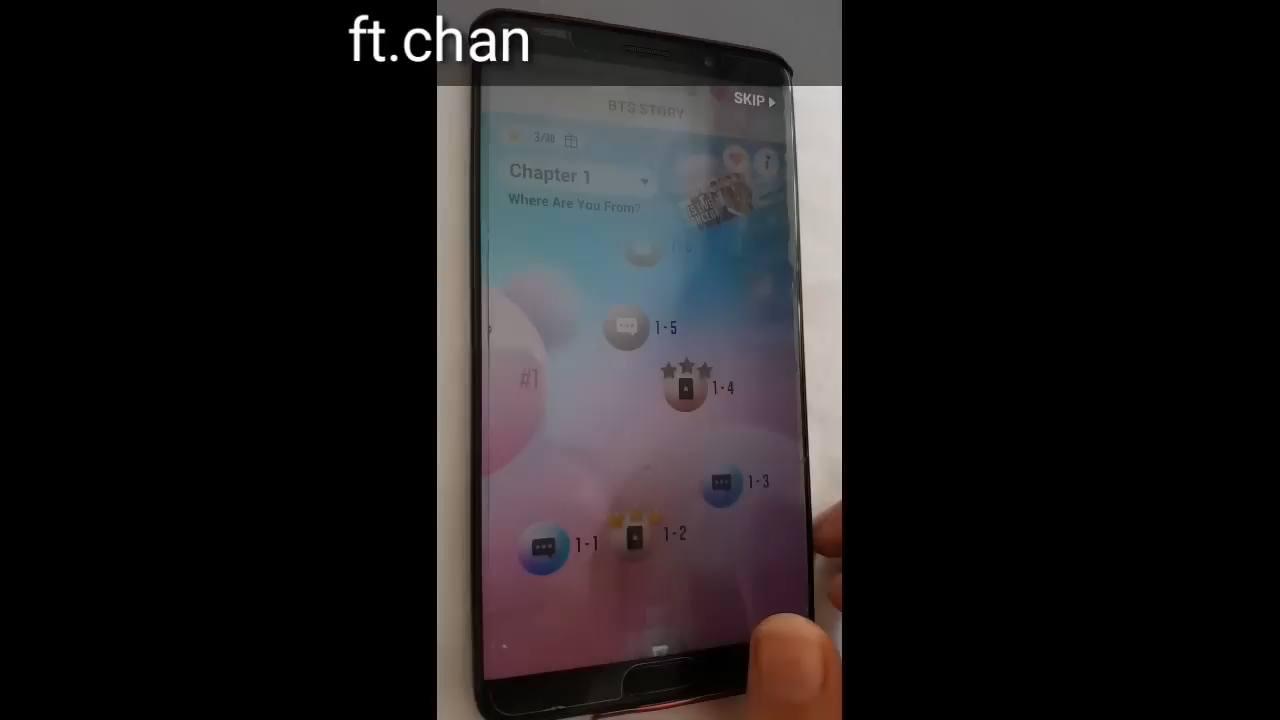 ft.chan
SKIP
BTS STORY
3/30
Chapter 1
Where Are You From?
1-5
#1
1-4
1-3
1-2
1-1